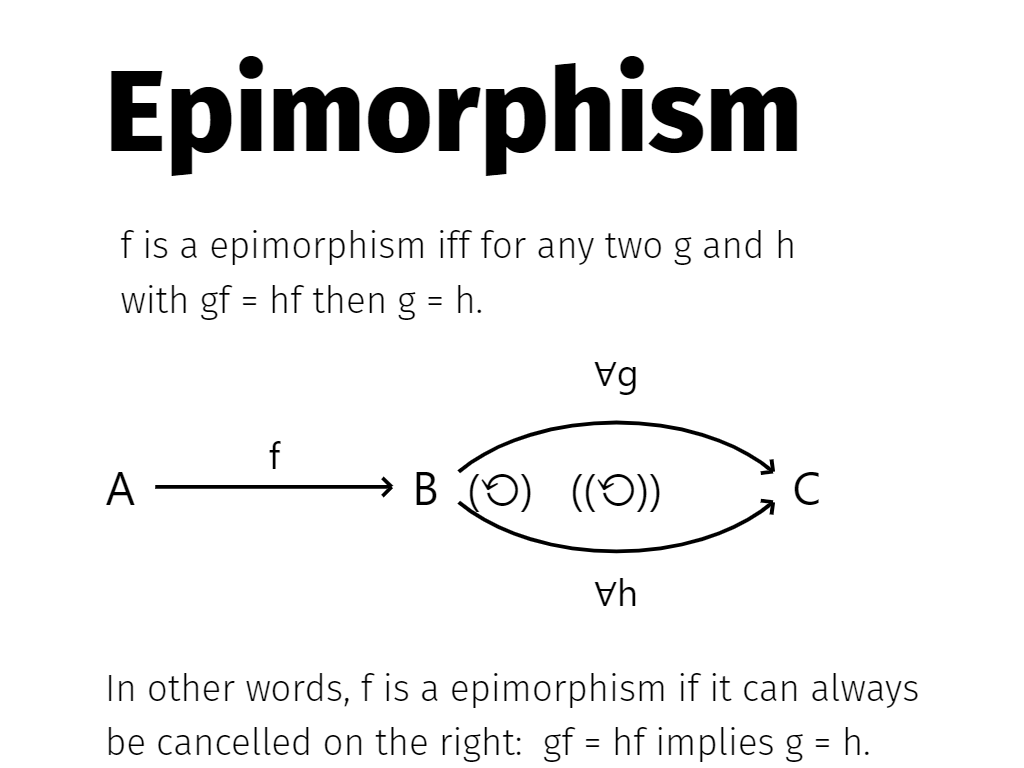 Epimorphism
f is a epimorphism iff for any two g and h
with gf = hf then g = h.
∀g
f
A B (↺) ((↺)) C
∀h
In other words, f is a epimorphism if it can always
be cancelled on the right: gf = hf implies g = h.